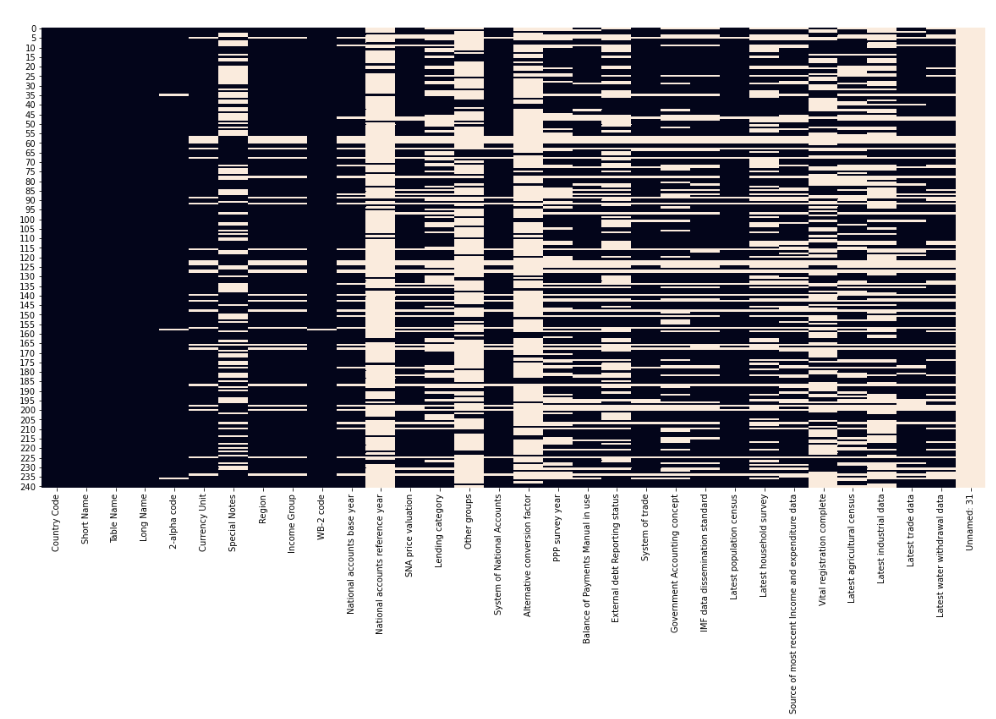 0
5
10
15
20
25
30
35
40
45
50
55
60
65
70
75
80
85
90
95
100
105
110
115
120
125
130
135
140
145
150
155
160
165
170
175
180
185
190
195
200
205
210
215
220
225
230
235
240
Country Code
Short Name
Table Name
Long Name
2-alpha code
Currency Unit
Special Notes
Region
Income Group
WB-2 code
National accounts base year
National accounts reference year
SNA price valuation
Lending category
Other groups
System of National Accounts
Alternative conversion factor
PPP survey year
Balance of Payments Manual in use
External debt Reporting status
System of trade
Government Accounting concept
IMF data dissemination standard
Latest population census
Latest household survey
Source of most recent Income and expenditure data
Vital registration complete
Latest agricultural census
Latest industrial data
Latest trade data
Latest water withdrawal data
Unnamed: 31